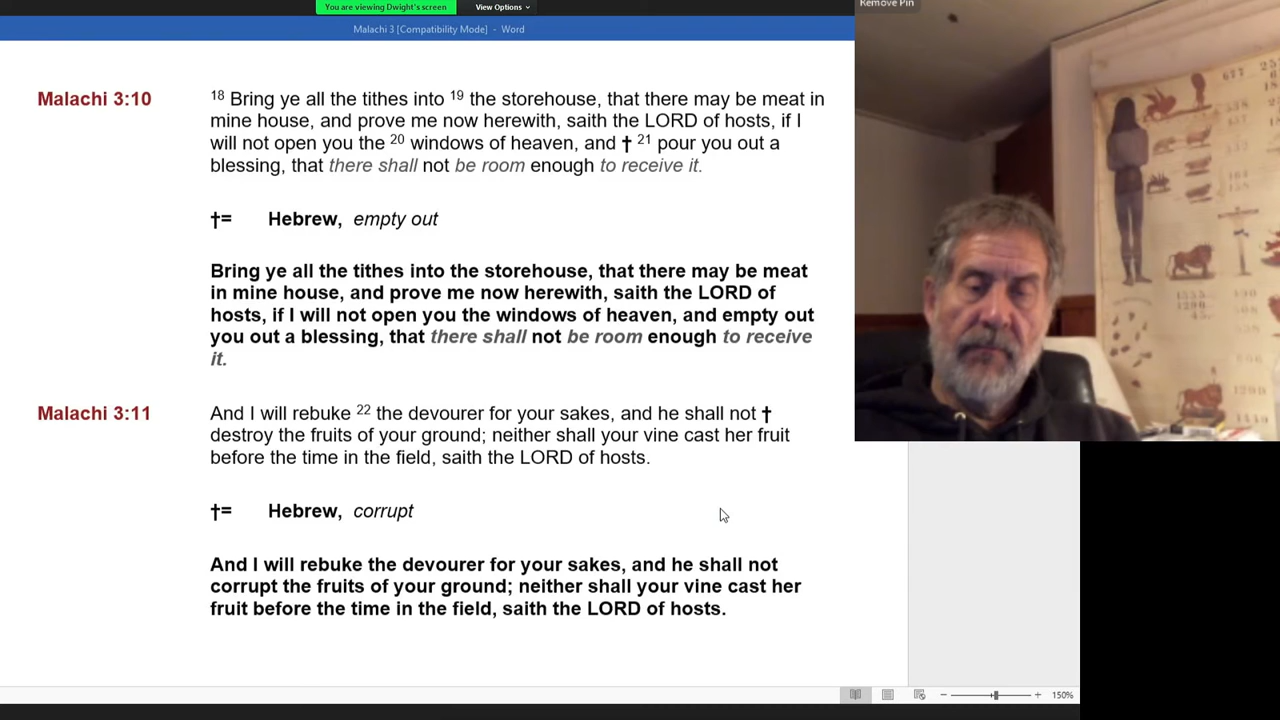 You are viewing Dwight's screen
View Options
Remove Pin
Malachi 3 [Compatibility Mode] - Word
Malachi 3:10
18 Bring ye all the tithes into 19 the storehouse, that there may be meat in
mine house, and prove me now herewith, saith the LORD of hosts, if I
will not open you the 20 windows of heaven, and † 21 pour you out a
blessing, that there shall not be room enough to receive it.
†= Hebrew, empty out
Bring ye all the tithes into the storehouse, that there may be meat
in mine house, and prove me now herewith, saith the LORD of
hosts, if I will not open you the windows of heaven, and empty out
you out a blessing, that there shall not be room enough to receive
it.
Malachi 3:11
And I will rebuke 22 the devourer for your sakes, and he shall not †
destroy the fruits of your ground; neither shall your vine cast her fruit
before the time in the field, saith the LORD of hosts.
†= Hebrew, corrupt
And I will rebuke the devourer for your sakes, and he shall not
corrupt the fruits of your ground; neither shall your vine cast her
fruit before the time in the field, saith the LORD of hosts.
677
1290
150%